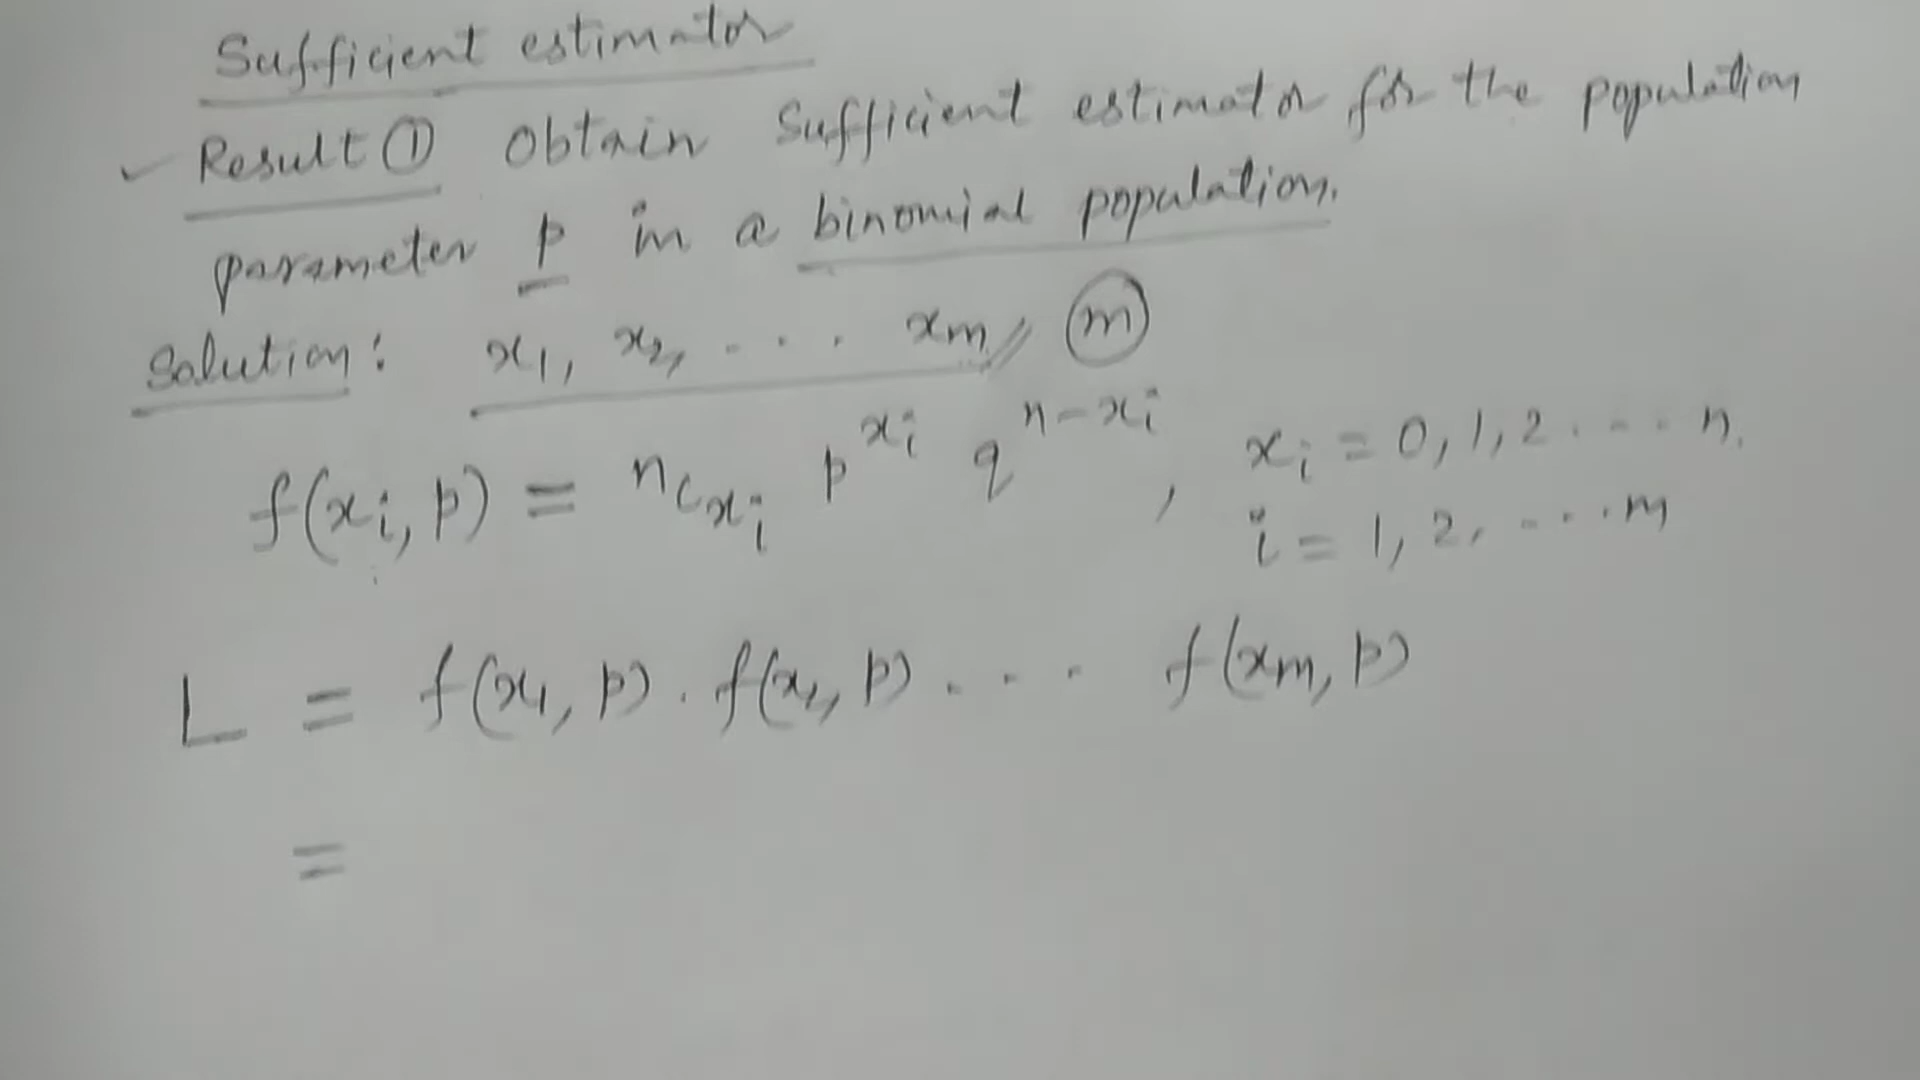 Sufficient estimator
Result ① Obtain Sufficient estimator for the population
parameter p in a binomial population.
Solution: x₁, x₂, . . . xₘ, ⓜ
f(xᵢ, p) = ⁿCₓᵢ p^xᵢ q^n-xᵢ, xᵢ = 0, 1, 2 . . . n.
i = 1, 2, . . . m
L = f(x₁, p) . f(x₂, p) . . . f(xₘ, p)
=